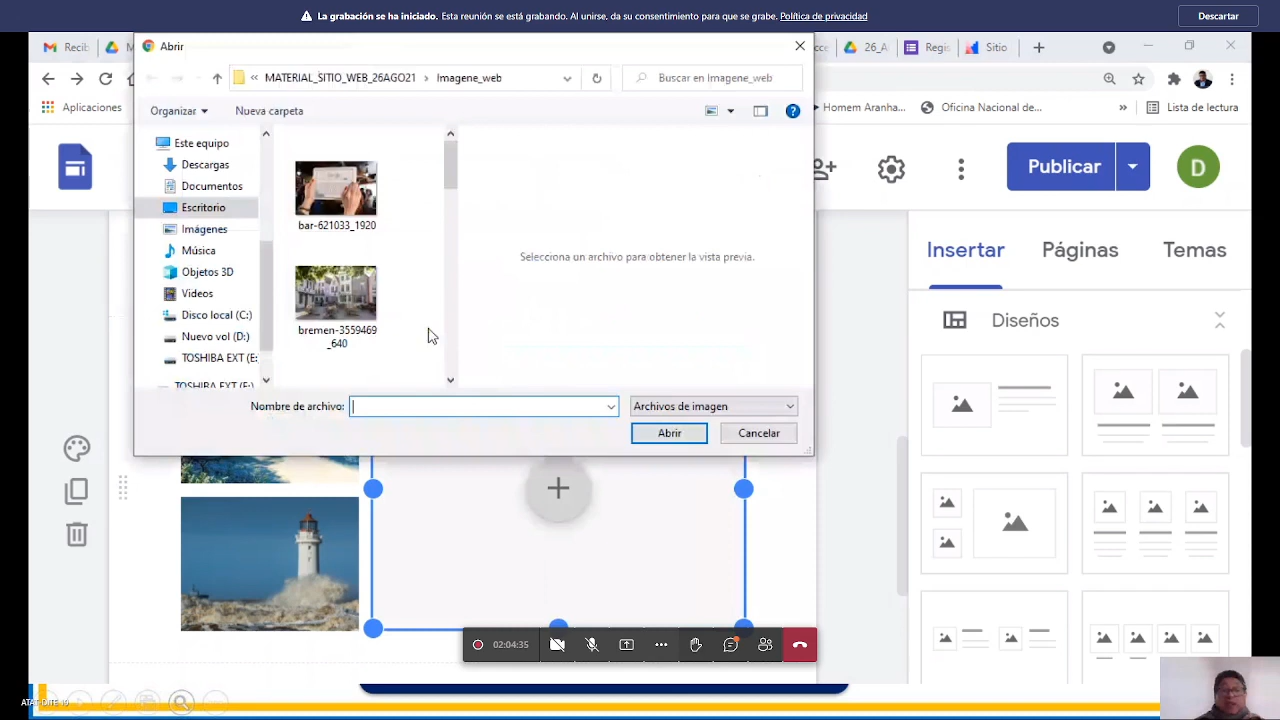 La grabación se ha iniciado. Esta reunión se está grabando. Al unirse, da su consentimiento para que se grabe. Política de privacidad
Descartar
Recib
Abrir
26_A
Regis
Sitio
« MATERIAL_SITIO_WEB_26AGO21 › Imagene_web
Buscar en Imagene_web
Aplicaciones
Homem Aranha...
Oficina Nacional de...
»
Lista de lectura
Organizar
Nueva carpeta
Este equipo
Descargas
Documentos
Escritorio
Imágenes
Música
Objetos 3D
Videos
Disco local (C:)
Nuevo vol (D:)
TOSHIBA EXT (E:
TOSHIBA EXT (E:)
bar-621033_1920
bremen-3559469
_640
Selecciona un archivo para obtener la vista previa.
Nombre de archivo:
Archivos de imagen
Abrir
Cancelar
Publicar
D
Insertar
Páginas
Temas
Diseños
02:04:35